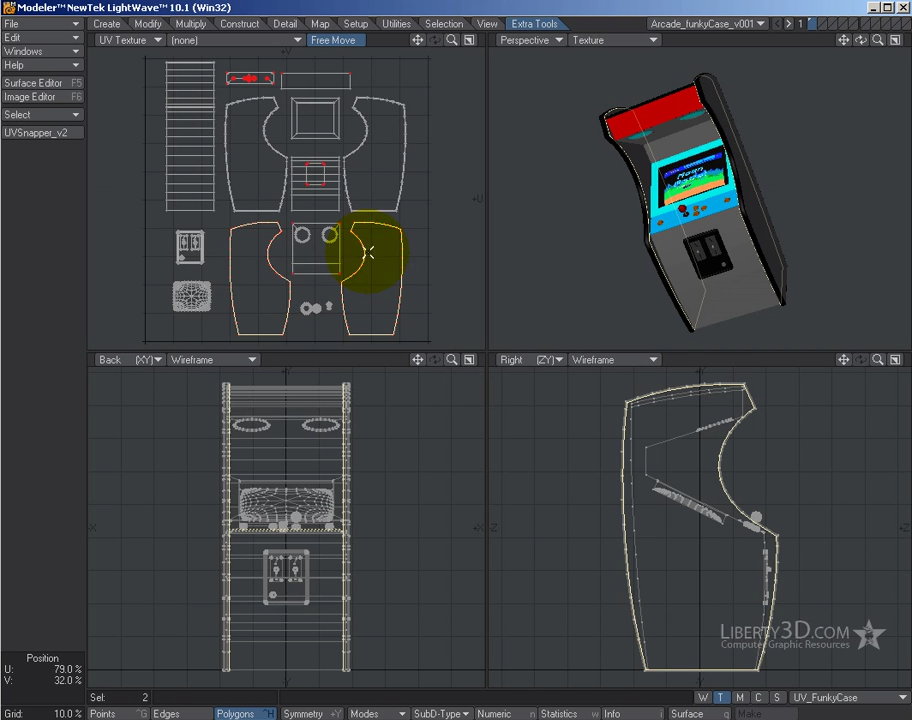 Modeler™ NewTek LightWave™ 10.1 (Win32)
File Create Modify Multiply Construct Detail Map Setup Utilities Selection View Extra Tools Arcade_funkyCase_v001 1
Edit UV Texture (none) Free Move Perspective Texture
Windows
Help
Surface Editor F5
Image Editor F6
Select
UVSnapper_v2
+V
+U
Back (XY) Wireframe Right (ZY) Wireframe
LIBERTY3D.COM
Computer Graphic Resources
Position
U: 79.0 %
V: 32.0 %
Sel: 2 W T M C S UV_FunkyCase
Grid: 10.0 % Points ^G Edges Polygons ^H Symmetry +Y Modes SubD-Type Numeric n Statistics w Info i Surface q Make